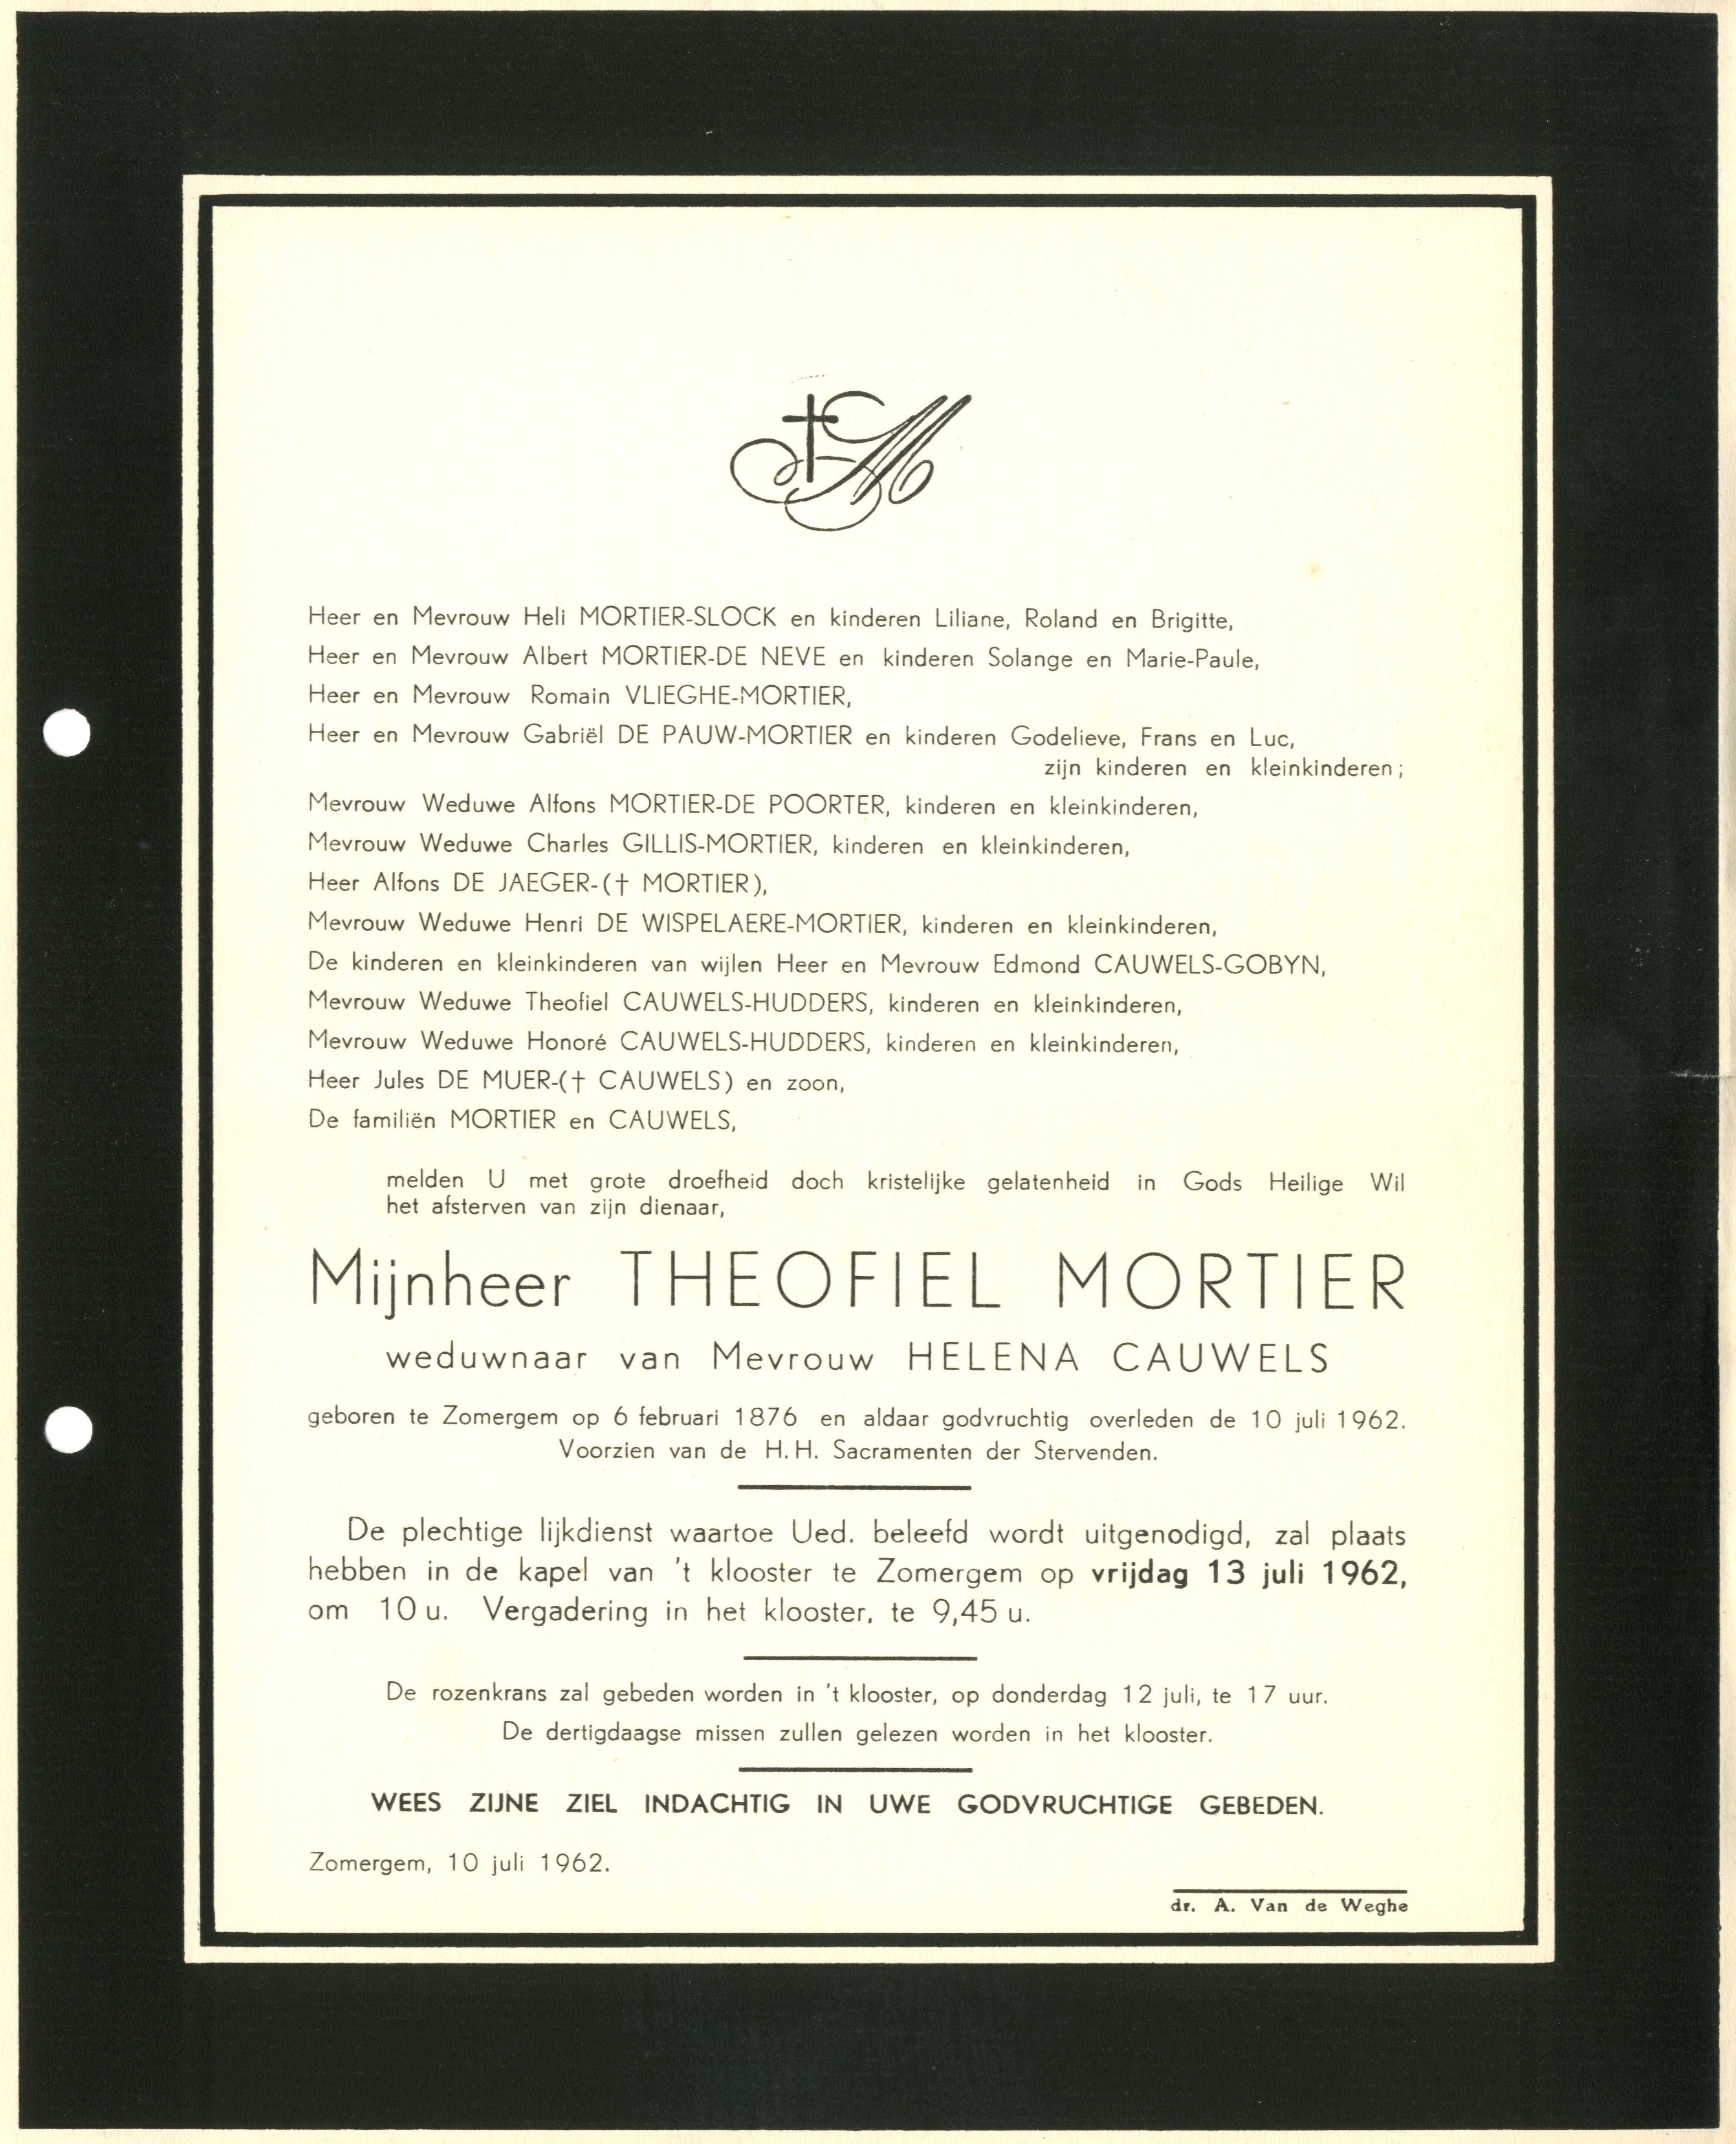 M
Heer en Mevrouw Heli MORTIER-SLOCK en kinderen Liliane, Roland en Brigitte,
Heer en Mevrouw Albert MORTIER-DE NEVE en kinderen Solange en Marie-Paule,
Heer en Mevrouw Romain VLIEGHE-MORTIER,
Heer en Mevrouw Gabriël DE PAUW-MORTIER en kinderen Godelieve, Frans en Luc,
zijn kinderen en kleinkinderen;
Mevrouw Weduwe Alfons MORTIER-DE POORTER, kinderen en kleinkinderen,
Mevrouw Weduwe Charles GILLIS-MORTIER, kinderen en kleinkinderen,
Heer Alfons DE JAEGER-(† MORTIER),
Mevrouw Weduwe Henri DE WISPELAERE-MORTIER, kinderen en kleinkinderen,
De kinderen en kleinkinderen van wijlen Heer en Mevrouw Edmond CAUWELS-GOBYN,
Mevrouw Weduwe Theofiel CAUWELS-HUDDERS, kinderen en kleinkinderen,
Mevrouw Weduwe Honoré CAUWELS-HUDDERS, kinderen en kleinkinderen,
Heer Jules DE MUER-(† CAUWELS) en zoon,
De familiën MORTIER en CAUWELS,
melden U met grote droefheid doch kristelijke gelatenheid in Gods Heilige Wil
het afsterven van zijn dienaar,
Mijnheer THEOFIEL MORTIER
weduwnaar van Mevrouw HELENA CAUWELS
geboren te Zomergem op 6 februari 1876 en aldaar godvruchtig overleden de 10 juli 1962.
Voorzien van de H.H. Sacramenten der Stervenden.
De plechtige lijkdienst waartoe Ued. beleefd wordt uitgenodigd, zal plaats
hebben in de kapel van 't klooster te Zomergem op vrijdag 13 juli 1962,
om 10 u. Vergadering in het klooster, te 9,45 u.
De rozenkrans zal gebeden worden in 't klooster, op donderdag 12 juli, te 17 uur.
De dertigdaagse missen zullen gelezen worden in het klooster.
WEES ZIJNE ZIEL INDACHTIG IN UWE GODVRUCHTIGE GEBEDEN.
Zomergem, 10 juli 1962.
dr. A. Van de Weghe